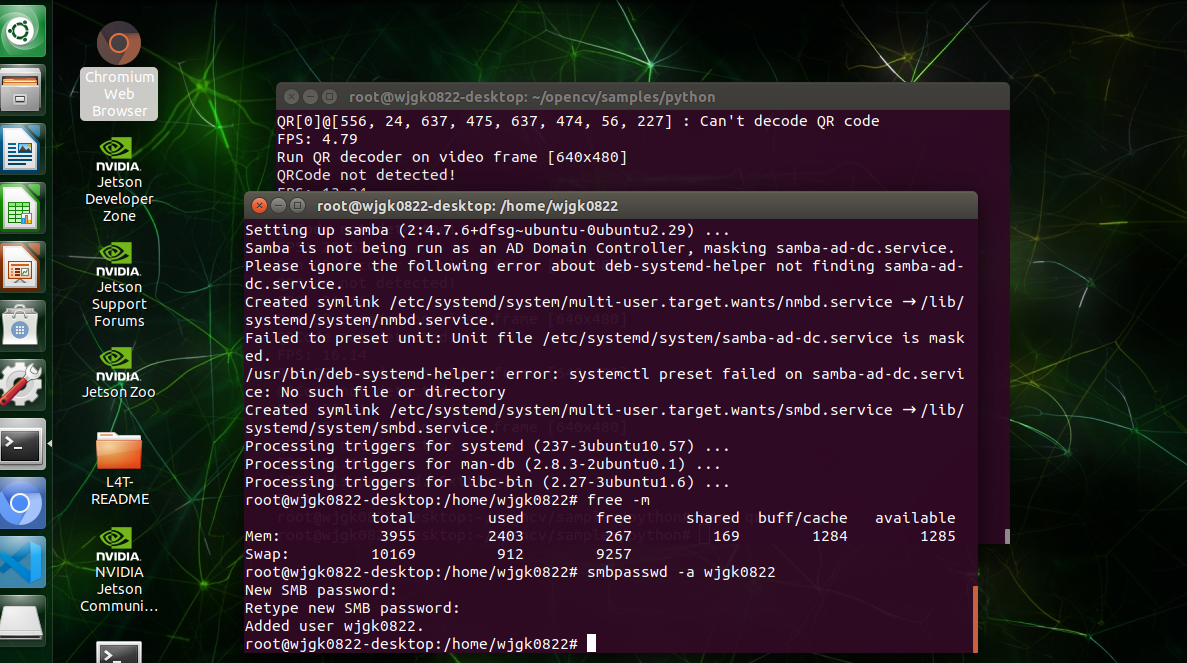 Chromium
Web
Browser
NVIDIA.
Jetson
Developer
Zone
NVIDIA.
Jetson
Support
Forums
NVIDIA.
Jetson Zoo
L4T-
README
NVIDIA.
NVIDIA
Jetson
Communi...
root@wjgk0822-desktop: ~/opencv/samples/python
QR[0]@[556, 24, 637, 475, 637, 474, 56, 227] : Can't decode QR code
FPS: 4.79
Run QR decoder on video frame [640x480]
QRCode not detected!
root@wjgk0822-desktop: /home/wjgk0822
Setting up samba (2:4.7.6+dfsg~ubuntu-0ubuntu2.29) ...
Samba is not being run as an AD Domain Controller, masking samba-ad-dc.service.
Please ignore the following error about deb-systemd-helper not finding samba-ad-
dc.service.
Created symlink /etc/systemd/system/multi-user.target.wants/nmbd.service → /lib/
systemd/system/nmbd.service.
Failed to preset unit: Unit file /etc/systemd/system/samba-ad-dc.service is mask
ed.
/usr/bin/deb-systemd-helper: error: systemctl preset failed on samba-ad-dc.servi
ce: No such file or directory
Created symlink /etc/systemd/system/multi-user.target.wants/smbd.service → /lib/
systemd/system/smbd.service.
Processing triggers for systemd (237-3ubuntu10.57) ...
Processing triggers for man-db (2.8.3-2ubuntu0.1) ...
Processing triggers for libc-bin (2.27-3ubuntu1.6) ...
root@wjgk0822-desktop:/home/wjgk0822# free -m
total used free shared buff/cache available
Mem: 3955 2403 267 169 1284 1285
Swap: 10169 912 9257
root@wjgk0822-desktop:/home/wjgk0822# smbpasswd -a wjgk0822
New SMB password:
Retype new SMB password:
Added user wjgk0822.
root@wjgk0822-desktop:/home/wjgk0822#